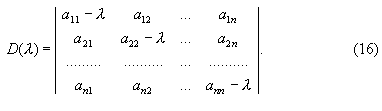 D(λ) = | a₁₁ − λ a₁₂ ... a₁ₙ |
| a₂₁ a₂₂ − λ ... a₂ₙ |
| ......... .......... ... .......... |
| aₙ₁ aₙ₂ ... aₙₙ − λ | . (16)